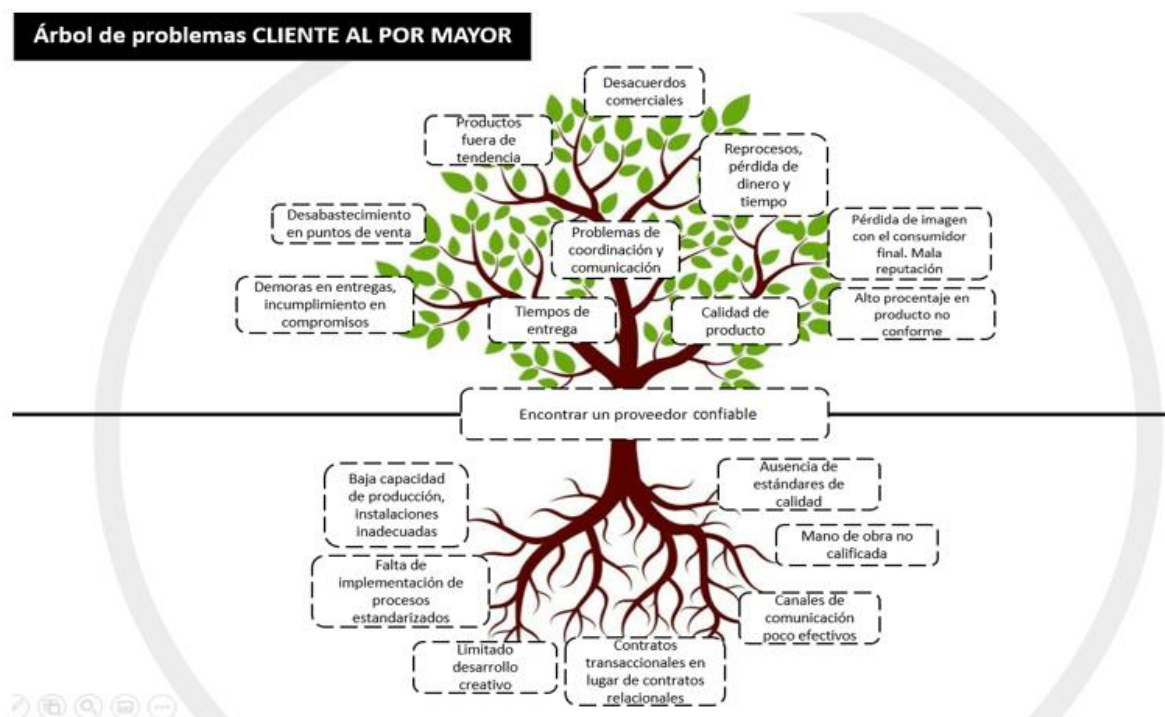 Árbol de problemas CLIENTE AL POR MAYOR
Desacuerdos
comerciales
Productos
fuera de
tendencia
Reprocesos,
pérdida de
dinero y
tiempo
Desabastecimiento
en puntos de venta
Problemas de
coordinación y
comunicación
Pérdida de imagen
con el consumidor
final. Mala
reputación
Demoras en entregas,
incumplimiento en
compromisos
Tiempos de
entrega
Calidad de
producto
Alto procentaje en
producto no
conforme
Encontrar un proveedor confiable
Baja capacidad
de producción,
instalaciones
inadecuadas
Ausencia de
estándares de
calidad
Mano de obra no
calificada
Falta de
implementación de
procesos
estandarizados
Canales de
comunicación
poco efectivos
Limitado
desarrollo
creativo
Contratos
transaccionales en
lugar de contratos
relacionales